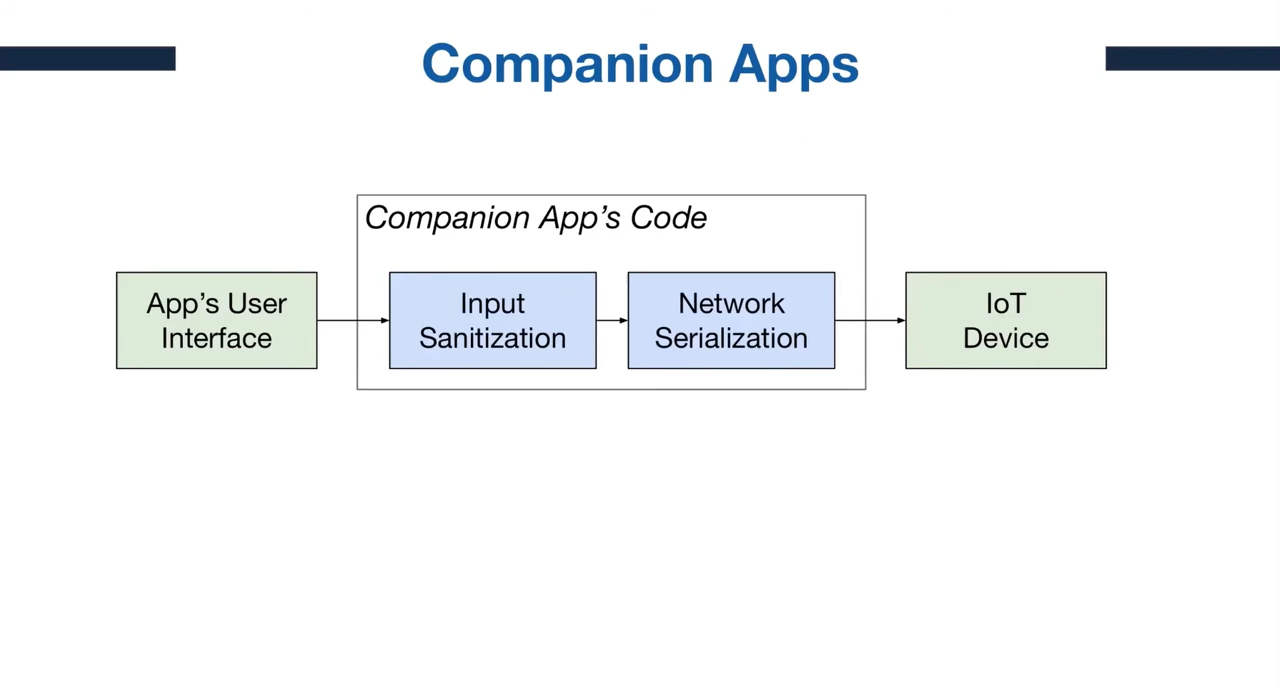 Companion Apps
Companion App's Code
App's User
Interface
Input
Sanitization
Network
Serialization
IoT
Device